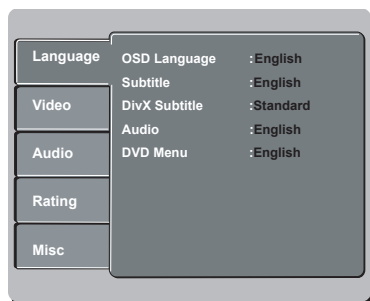 Language
Video
Audio
Rating
Misc
OSD Language :English
Subtitle :English
DivX Subtitle :Standard
Audio :English
DVD Menu :English